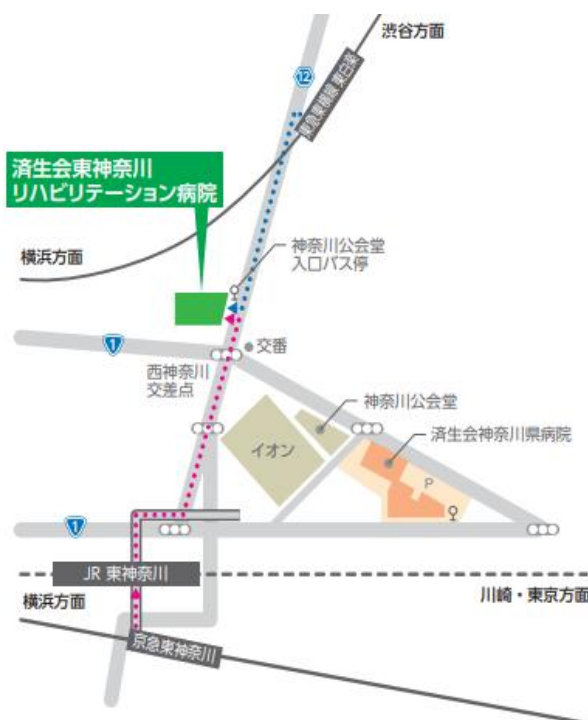 渋谷方面
12
東急東横線 東白楽
済生会東神奈川
リハビリテーション病院
横浜方面
神奈川公会堂
入口バス停
1
交番
西神奈川
交差点
神奈川公会堂
済生会神奈川県病院
イオン
P
1
JR 東神奈川
横浜方面
川崎・東京方面
京急東神奈川